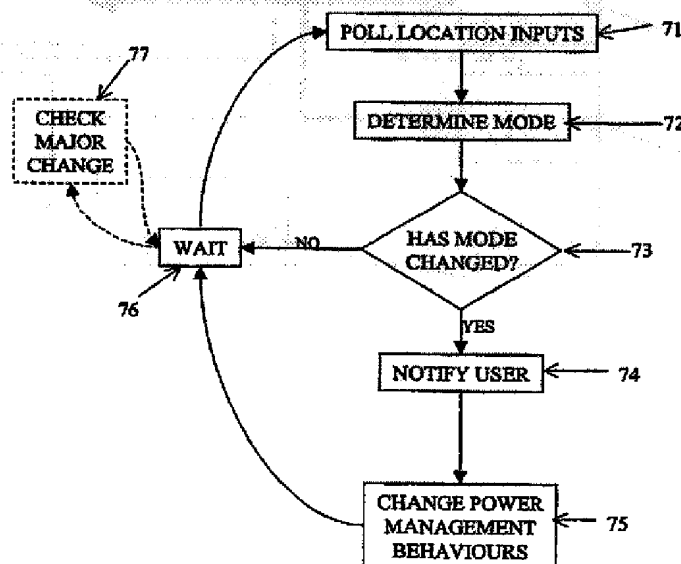 POLL LOCATION INPUTS
71
77
CHECK
MAJOR
CHANGE
DETERMINE MODE
72
WAIT
NO
HAS MODE
CHANGED?
73
76
YES
NOTIFY USER
74
CHANGE POWER
MANAGEMENT
BEHAVIOURS
75